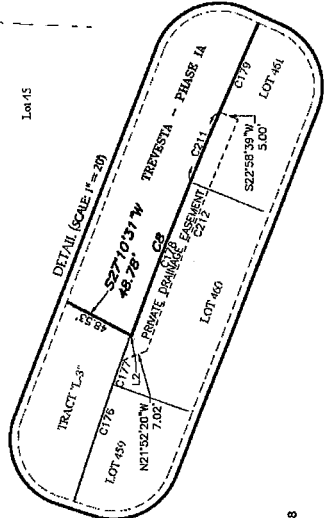 Lot 45
DETAIL (SCALE 1" = 20')
TREVESTA - PHASE IA
S27°10'31"W
48.78'
C8
48.53'
TRACT "L-3"
C176
C177
C178
C179
L2
LOT 459
N21°52'20"W
7.02'
PRIVATE DRAINAGE EASEMENT
C212
C211
LOT 460
LOT 461
S22°58'39"W
5.00'
8